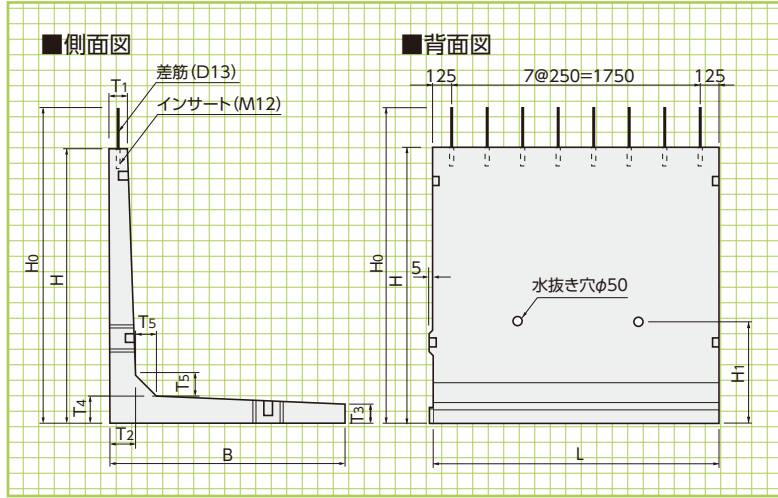 ■側面図
T1
差筋(D13)
インサート(M12)
H0
H
T5
T5
T4
T2
T3
B
■背面図
125
7@250=1750
125
H0
H
5
水抜き穴φ50
H1
L